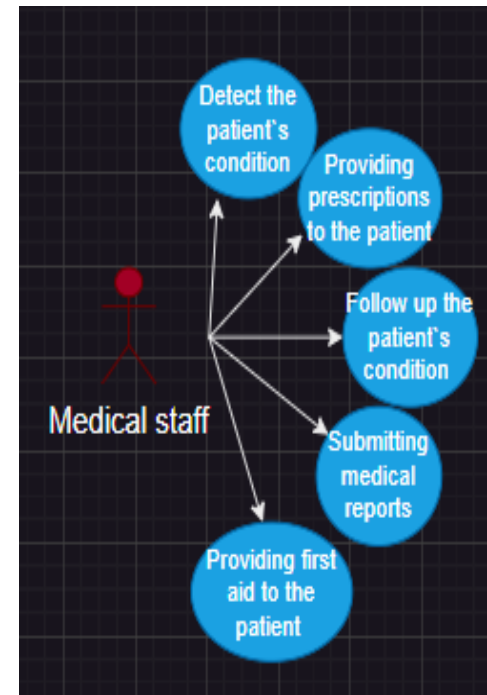 Detect the
patient`s
condition
Providing
prescriptions
to the patient
Follow up the
patient`s
condition
Medical staff
Submitting
medical
reports
Providing first
aid to the
patient